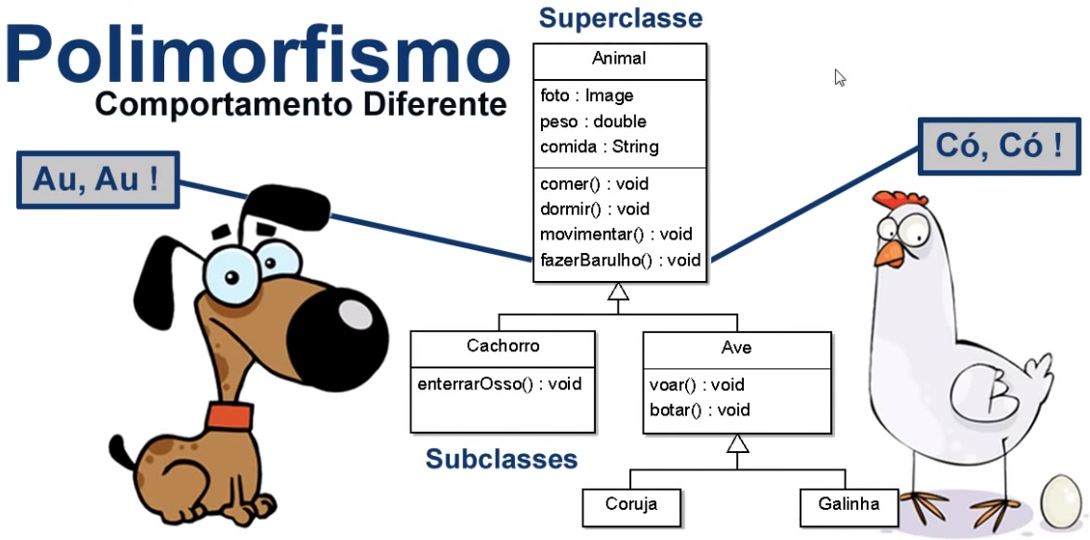 Polimorfismo
Comportamento Diferente
Superclasse
Animal
foto : Image
peso : double
comida : String
comer() : void
dormir() : void
movimentar() : void
fazerBarulho() : void
Au, Au !
Có, Có !
Cachorro
enterrarOsso() : void
Ave
voar() : void
botar() : void
Subclasses
Coruja
Galinha